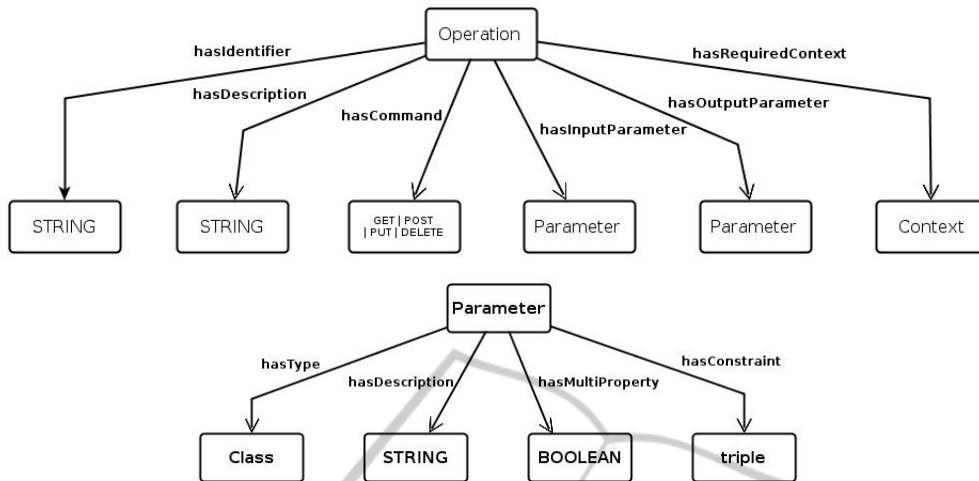 Operation
hasIdentifier
hasRequiredContext
hasDescription
hasOutputParameter
hasCommand
hasInputParameter
STRING
STRING
GET | POST
| PUT | DELETE
Parameter
Parameter
Context
Parameter
hasType
hasDescription
hasMultiProperty
hasConstraint
Class
STRING
BOOLEAN
triple